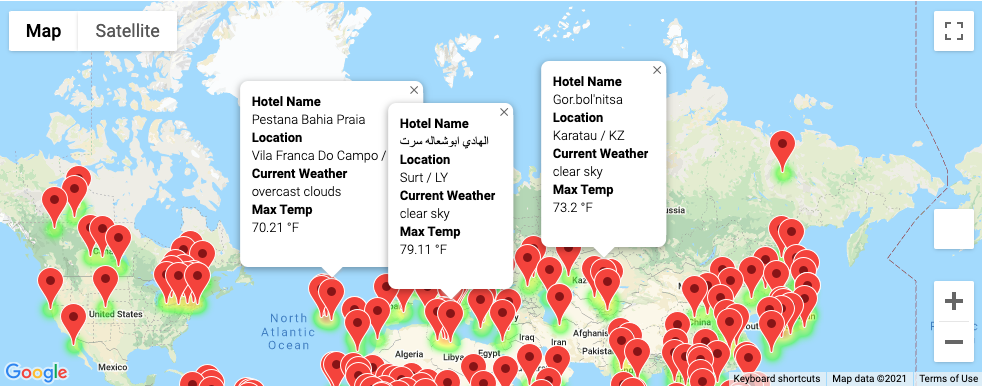 Map
Satellite
Hotel Name
Pestana Bahia Praia
Location
Vila Franca Do Campo /
Current Weather
overcast clouds
Max Temp
70.21 °F
Hotel Name
الهادي ابوشعاله سرت
Location
Surt / LY
Current Weather
clear sky
Max Temp
79.11 °F
Hotel Name
Gor.bol'nitsa
Location
Karatau / KZ
Current Weather
clear sky
Max Temp
73.2 °F
United States
Mexico
North
Atlantic
Ocean
Algeria
Libya
Egypt
Iraq
Iran
Afghanistan
Pakistan
China
Google
Keyboard shortcuts
Map data ©2021
Terms of Use